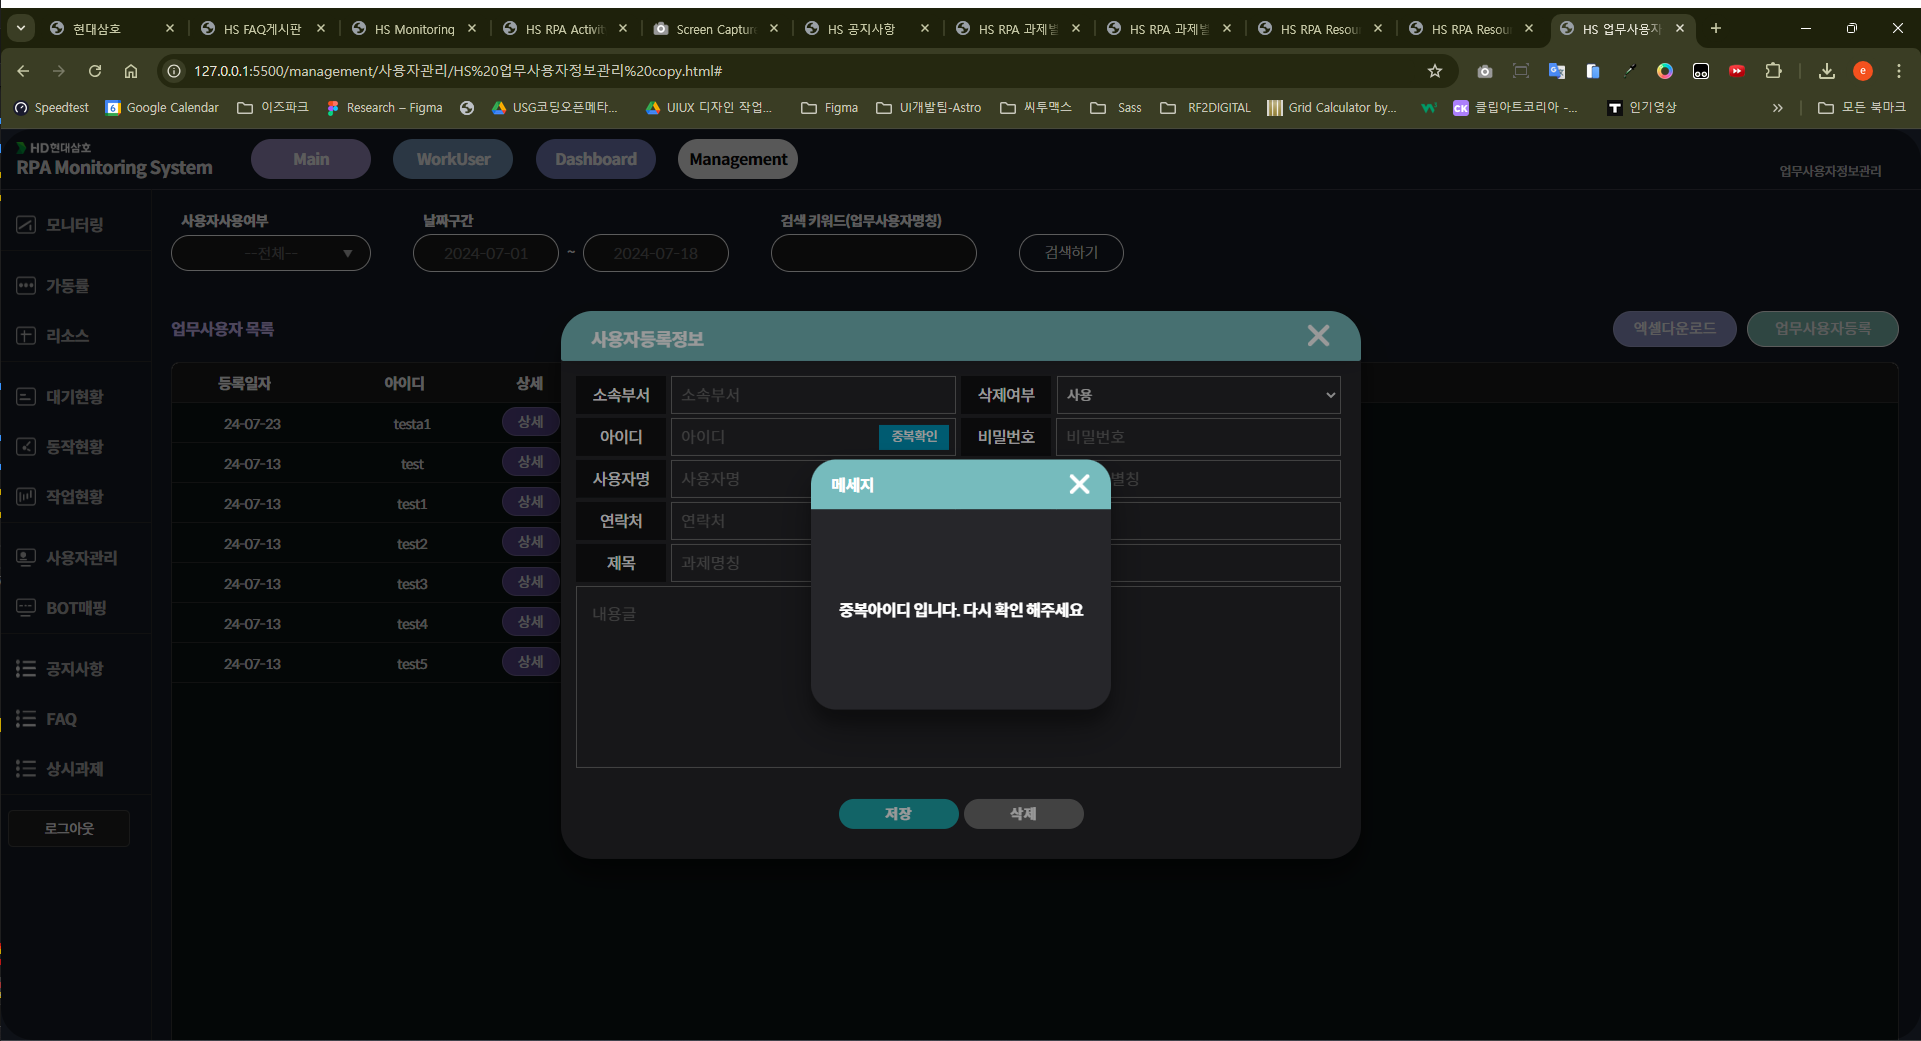 현대삼호
HS FAQ게시판
HS Monitoring
HS RPA Activit
Screen Capture
HS 공지사항
HS RPA 과제별
HS RPA 과제별
HS RPA Resou
HS RPA Resou
HS 업무사용자
127.0.0.1:5500/management/사용자관리/HS%20업무사용자정보관리%20copy.html#
e
Speedtest
6
Google Calendar
이즈파크
Research – Figma
USG코딩오픈메타...
UIUX 디자인 작업...
Figma
UI개발팀-Astro
씨투맥스
Sass
RF2DIGITAL
Grid Calculator by...
CK
클립아트코리아 -...
T
인기영상
모든 북마크
HD현대삼호
RPA Monitoring System
Main
WorkUser
Dashboard
Management
업무사용자정보관리
모니터링
가동률
리소스
대기현황
동작현황
작업현황
사용자관리
BOT매핑
공지사항
FAQ
상시과제
로그아웃
사용자사용여부
날짜구간
검색 키워드(업무사용자명칭)
--전체--
▼
2024-07-01
~
2024-07-18
검색하기
업무사용자 목록
엑셀다운로드
업무사용자등록
등록일자
아이디
상세
24-07-23
testa1
상세
24-07-13
test
상세
24-07-13
test1
상세
24-07-13
test2
상세
24-07-13
test3
상세
24-07-13
test4
상세
24-07-13
test5
상세
사용자등록정보
소속부서
소속부서
삭제여부
사용
아이디
아이디
중복확인
비밀번호
비밀번호
사용자명
사용자명
별칭
연락처
연락처
제목
과제명칭
내용글
저장
삭제
메세지
중복아이디 입니다. 다시 확인 해주세요